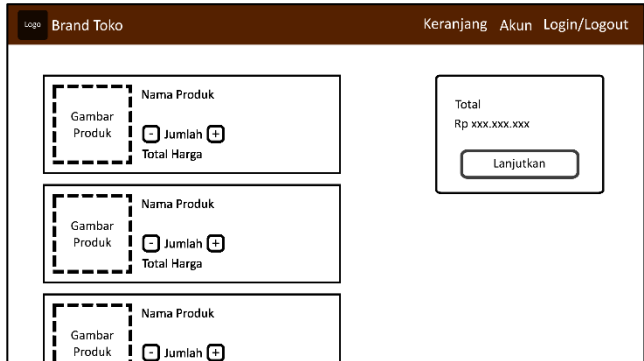 Logo Brand Toko Keranjang Akun Login/Logout
Nama Produk
Gambar
Produk
- Jumlah +
Total Harga
Nama Produk
Gambar
Produk
- Jumlah +
Total Harga
Nama Produk
Gambar
Produk
- Jumlah +
Total
Rp xxx.xxx.xxx
Lanjutkan